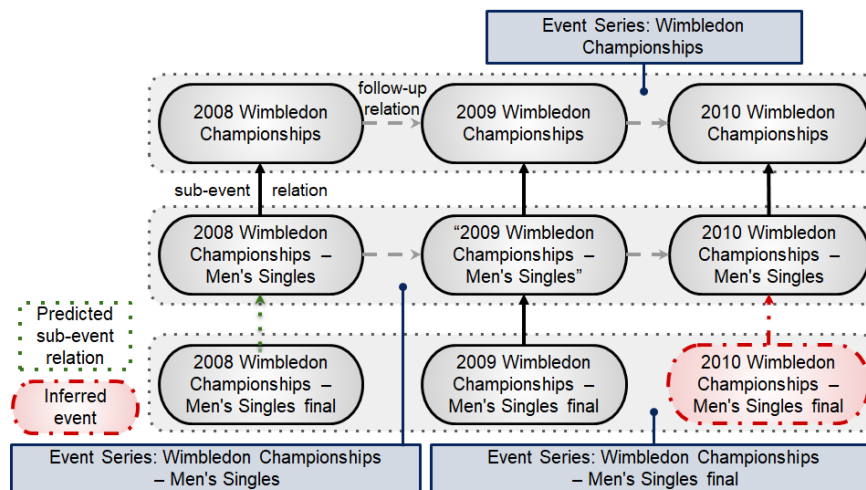 Event Series: Wimbledon
Championships
follow-up
relation
2008 Wimbledon
Championships
2009 Wimbledon
Championships
2010 Wimbledon
Championships
sub-event relation
2008 Wimbledon
Championships –
Men's Singles
“2009
Wimbledon
Championships –
Men's Singles”
2010 Wimbledon
Championships –
Men's Singles
Predicted
sub-event
relation
Inferred
event
2008 Wimbledon
Championships –
Men's Singles final
2009 Wimbledon
Championships –
Men's Singles final
2010 Wimbledon
Championships –
Men's Singles final
Event Series: Wimbledon Championships
– Men's Singles
Event Series: Wimbledon Championships
– Men's Singles final